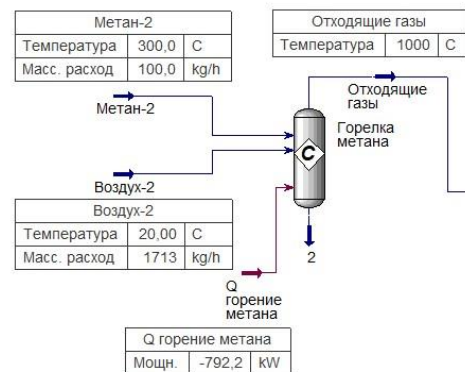 Метан-2
Температура 300,0 C
Масс. расход 100,0 kg/h
Метан-2
Отходящие газы
Температура 1000 C
Отходящие
газы
Горелка
метана
C
Воздух-2
Воздух-2
Температура 20,00 C
Масс. расход 1713 kg/h
2
Q
горение
метана
Q горение метана
Мощн. -792,2 kW